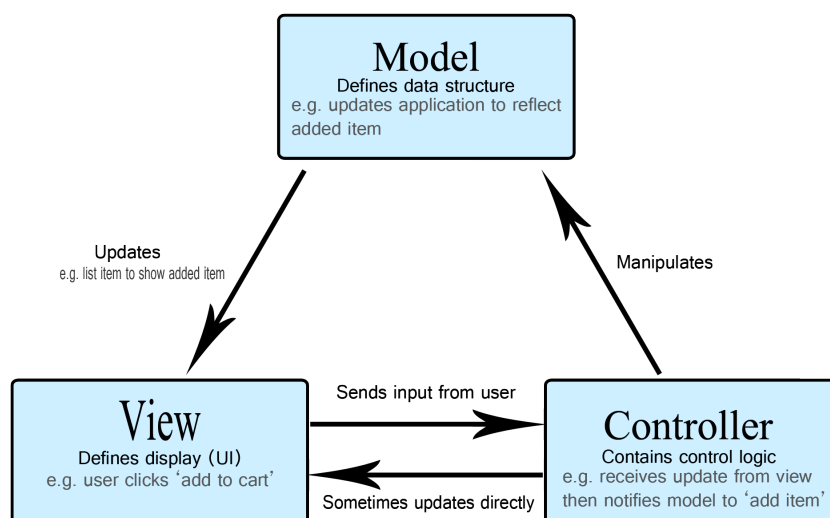 Model
Defines data structure
e.g. updates application to reflect
added item
Updates
e.g. list item to show added item
Manipulates
Sends input from user
View
Defines display (UI)
e.g. user clicks ‘add to cart’
Sometimes updates directly
Controller
Contains control logic
e.g. receives update from view
then notifies model to ‘add item’